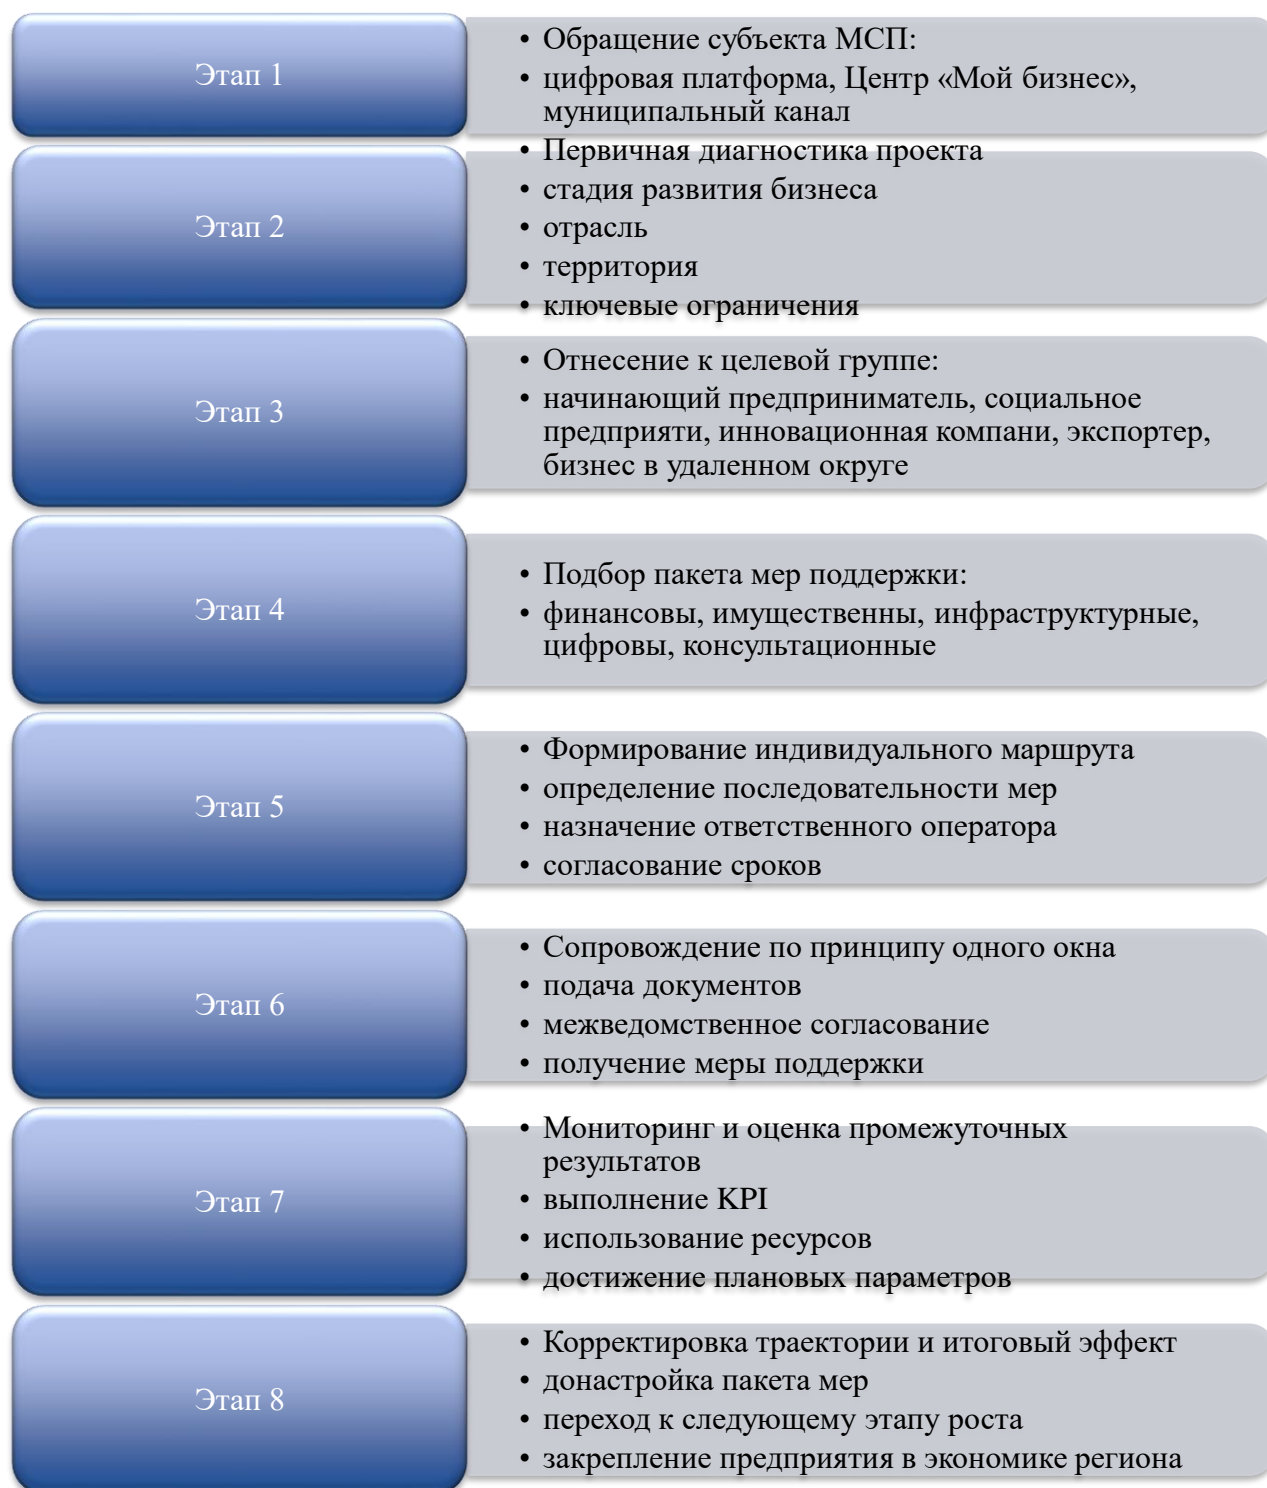 Этап 1
• Обращение субъекта МСП:
• цифровая платформа, Центр «Мой бизнес»,
муниципальный канал
Этап 2
• Первичная диагностика проекта
• стадия развития бизнеса
• отрасль
• территория
• ключевые ограничения
Этап 3
• Отнесение к целевой группе:
• начинающий предприниматель, социальное
предприяти, инновационная компани, экспортер,
бизнес в удаленном округе
Этап 4
• Подбор пакета мер поддержки:
• финансовы, имущественны, инфраструктурные,
цифровы, консультационные
Этап 5
• Формирование индивидуального маршрута
• определение последовательности мер
• назначение ответственного оператора
• согласование сроков
Этап 6
• Сопровождение по принципу одного окна
• подача документов
• межведомственное согласование
• получение меры поддержки
Этап 7
• Мониторинг и оценка промежуточных
результатов
• выполнение KPI
• использование ресурсов
• достижение плановых параметров
Этап 8
• Корректировка траектории и итоговый эффект
• донастройка пакета мер
• переход к следующему этапу роста
• закрепление предприятия в экономике региона